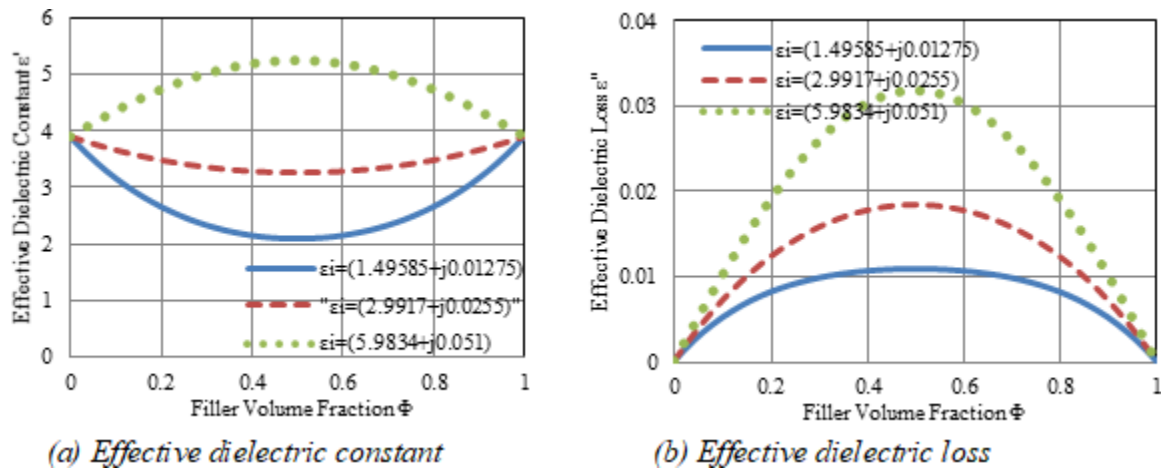 6
5
4
3
2
1
0
Effective Dielectric Constant ε'
εi=(1.49585+j0.01275)
"εi=(2.9917+j0.0255)"
εi=(5.9834+j0.051)
0 0.2 0.4 0.6 0.8 1
Filler Volume Fraction Φ
(a) Effective dielectric constant
0.04
0.03
0.02
0.01
0
Effective Dielectric Loss ε"
εi=(1.49585+j0.01275)
εi=(2.9917+j0.0255)
εi=(5.9834+j0.051)
0 0.2 0.4 0.6 0.8 1
Filler Volume Fraction Φ
(b) Effective dielectric loss